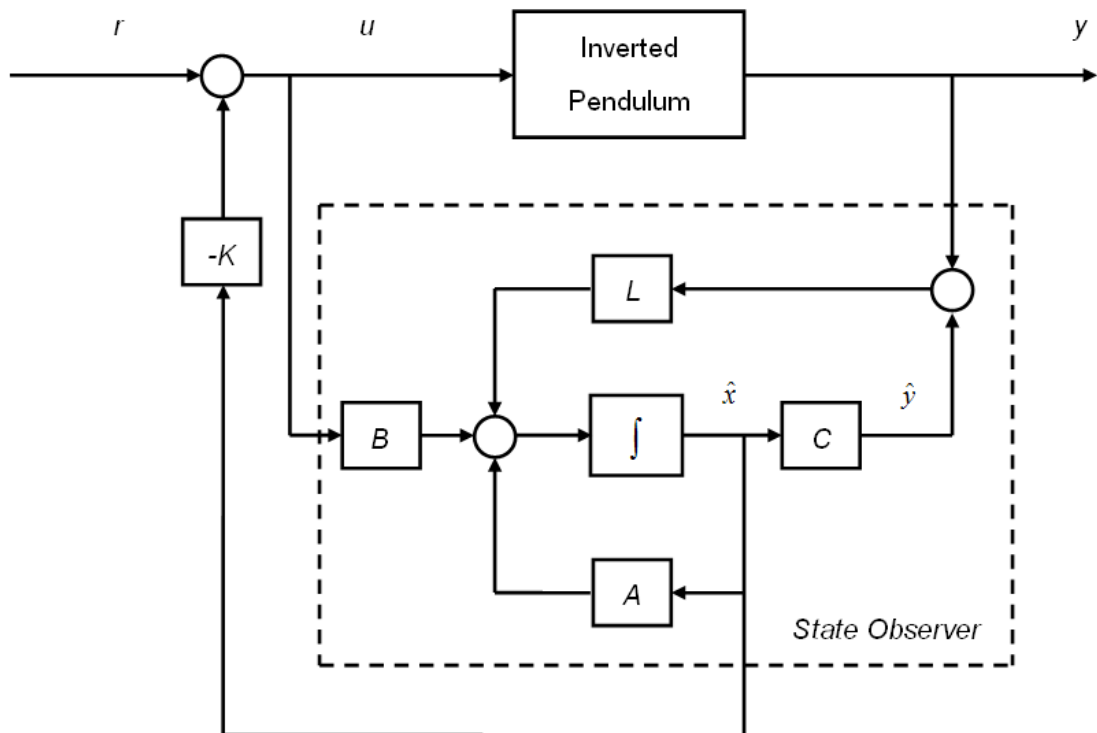 r
u
y
Inverted
Pendulum
-K
L
x̂
ŷ
B
∫
C
A
State Observer